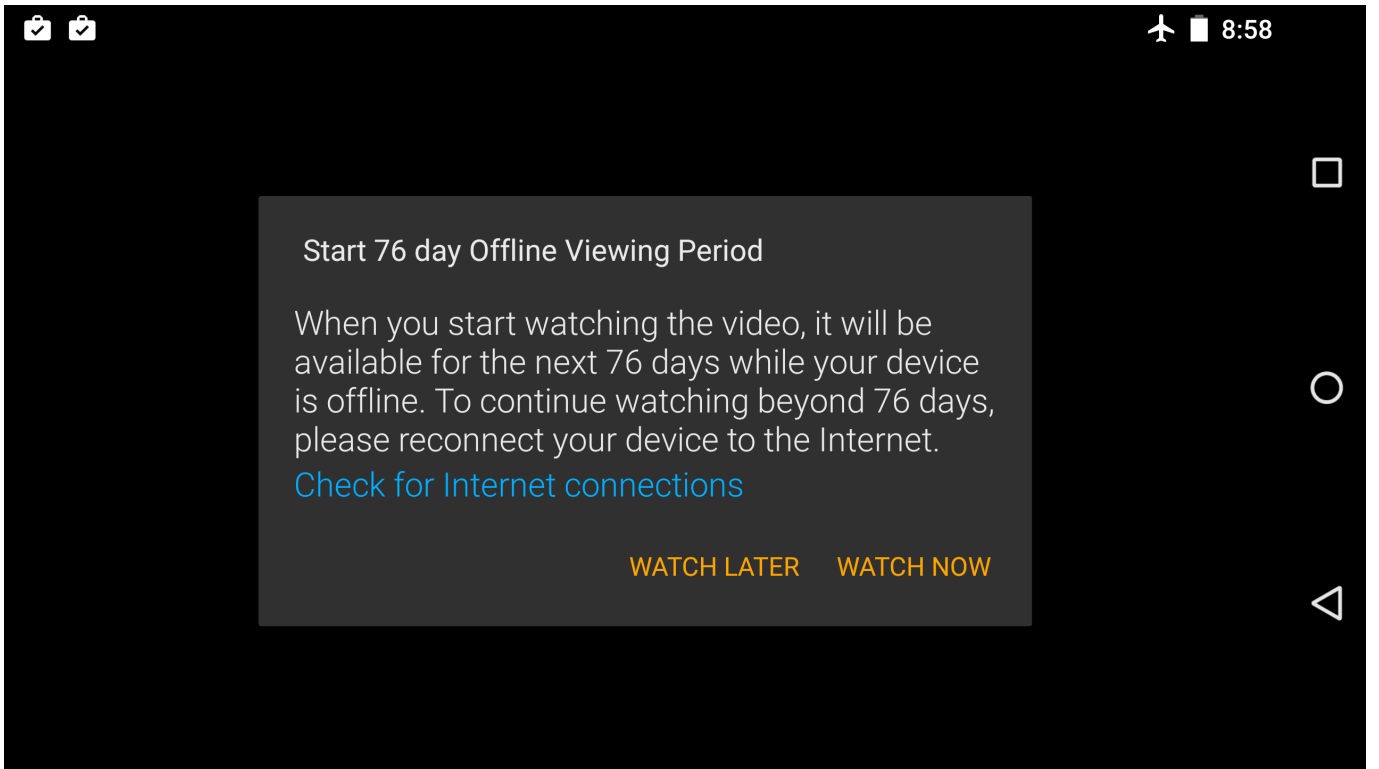 8:58
Start 76 day Offline Viewing Period
When you start watching the video, it will be
available for the next 76 days while your device
is offline. To continue watching beyond 76 days,
please reconnect your device to the Internet.
Check for Internet connections
WATCH LATER WATCH NOW